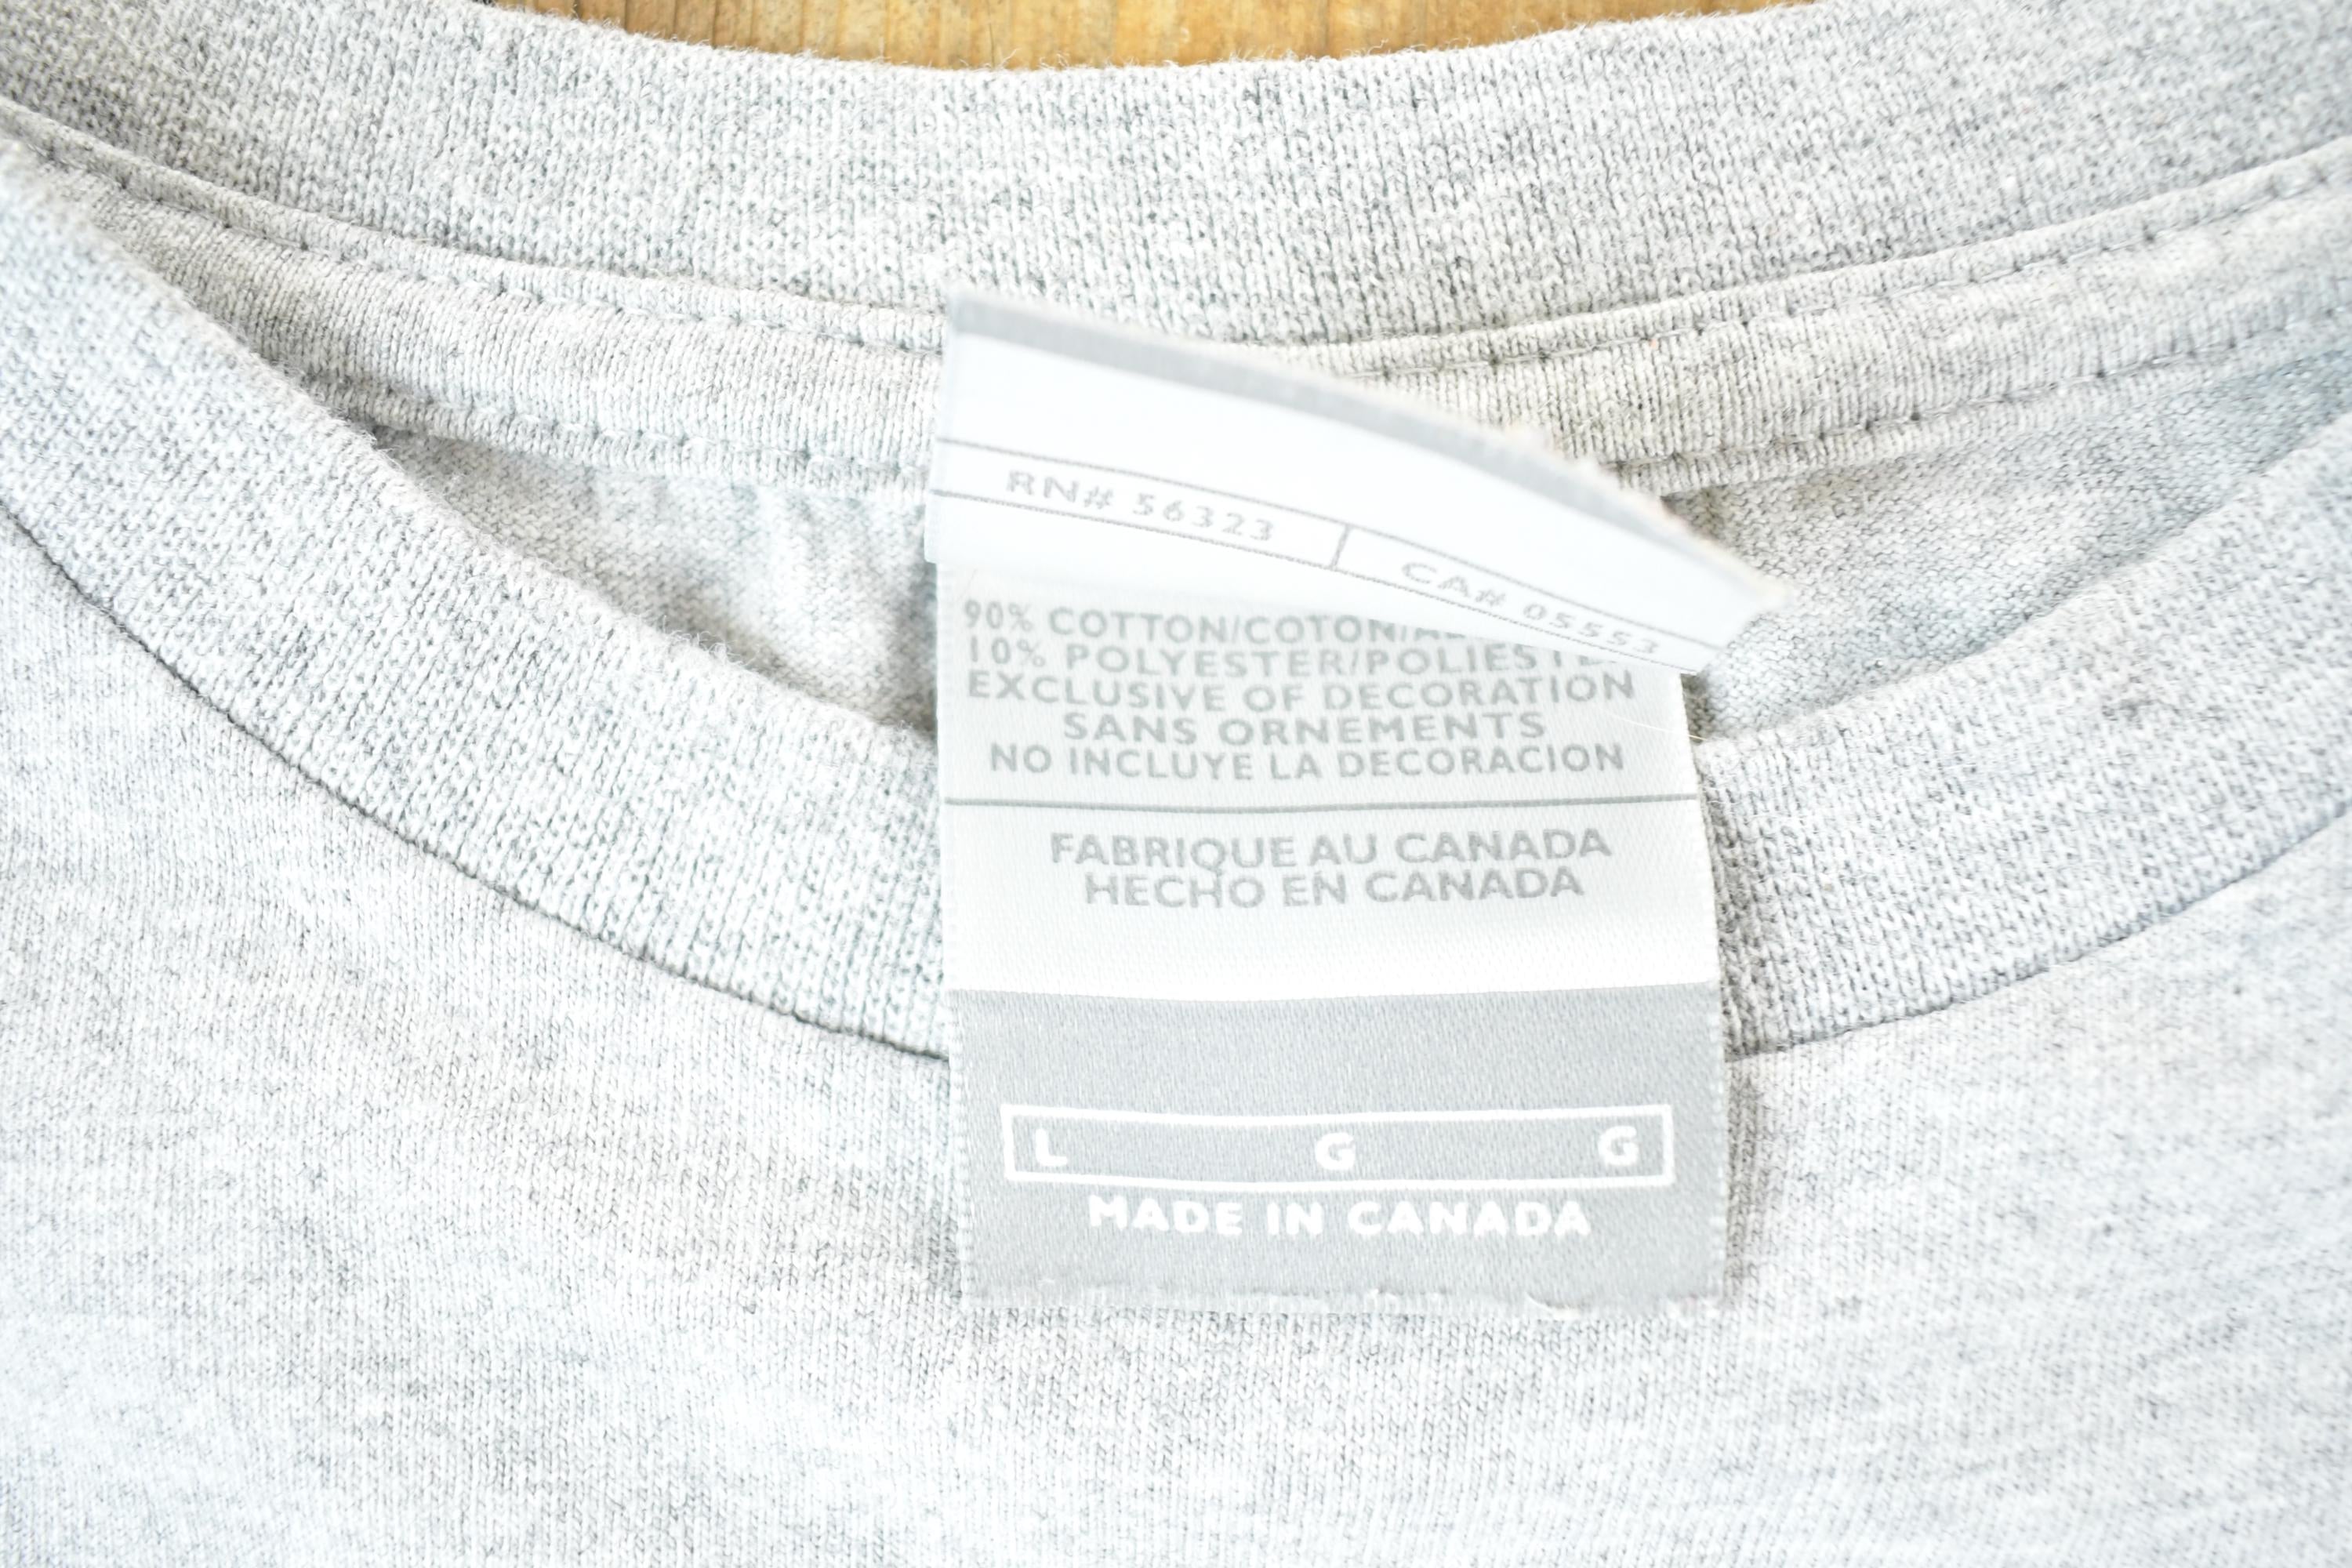 RN# 56323 CA# 05553
90% COTTON/COTON/
10% POLYESTER/
EXCLUSIVE OF DECORATION
SANS ORNEMENTS
NO INCLUYE LA DECORACION
FABRIQUE AU CANADA
HECHO EN CANADA
L G G
MADE IN CANADA